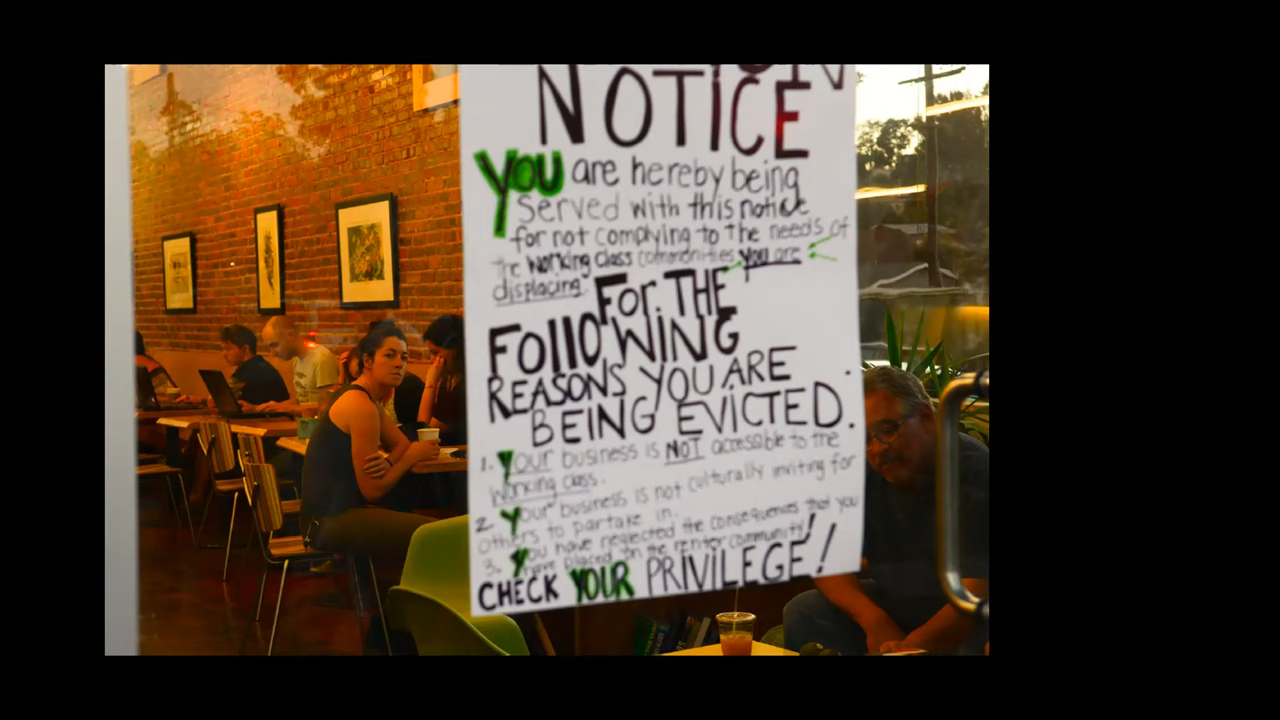 NOTICE
YOU are hereby being
served with this notice
for not complying to the needs of
the working class communities you are
displacing. FOR THE
FOllOWING
REASONS YOU ARE
BEING EVICTED.
1. Your business is NOT accessible to the
working class.
2. Your business is not culturally inviting for
others to partake in.
3. You have neglected the consequences that you
have placed on the renter community!
CHECK YOUR PRIVILEGE!